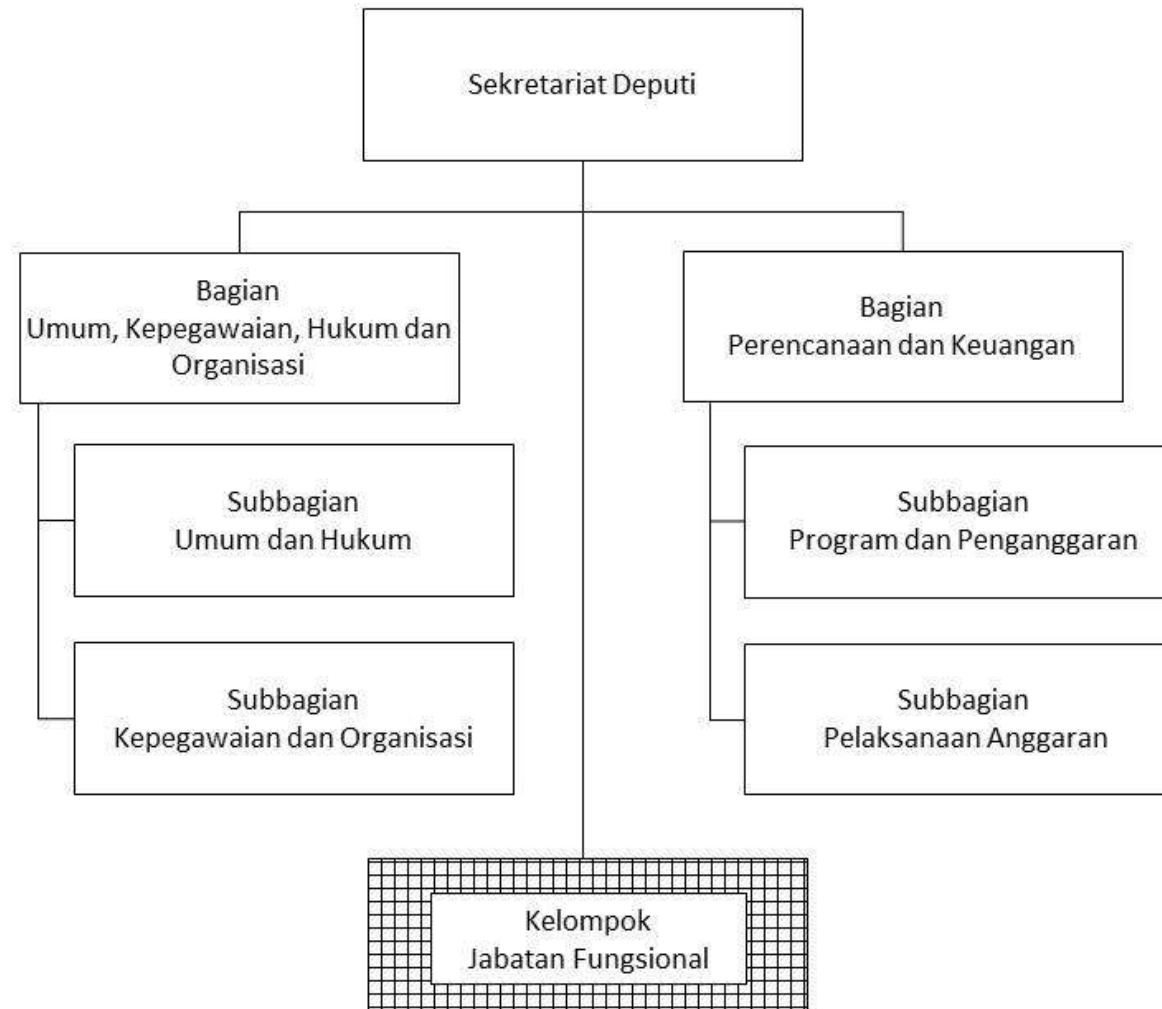 Sekretariat Deputi
Bagian
Umum, Kepegawaian, Hukum dan
Organisasi
Bagian
Perencanaan dan Keuangan
Subbagian
Umum dan Hukum
Subbagian
Program dan Penganggaran
Subbagian
Kepegawaian dan Organisasi
Subbagian
Pelaksanaan Anggaran
Kelompok
Jabatan Fungsional